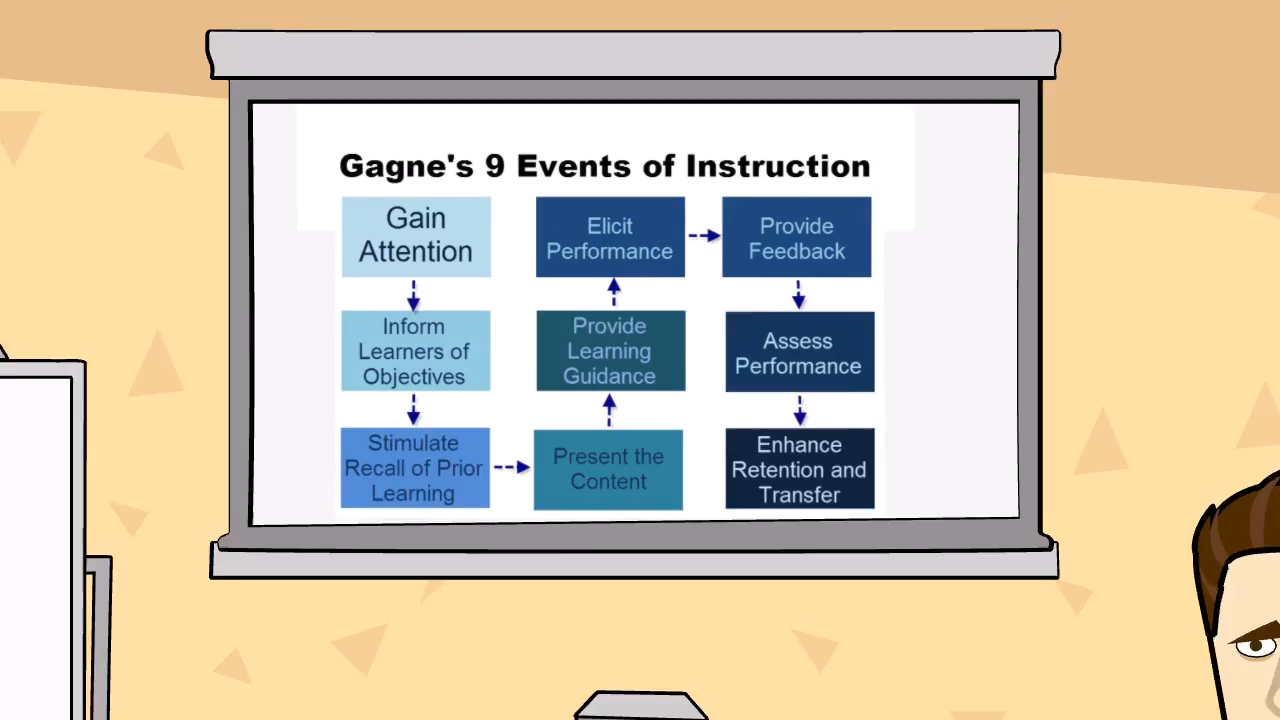 Gagne's 9 Events of Instruction
Gain
Attention
Inform
Learners of
Objectives
Stimulate
Recall of Prior
Learning
Present the
Content
Provide
Learning
Guidance
Elicit
Performance
Provide
Feedback
Assess
Performance
Enhance
Retention and
Transfer